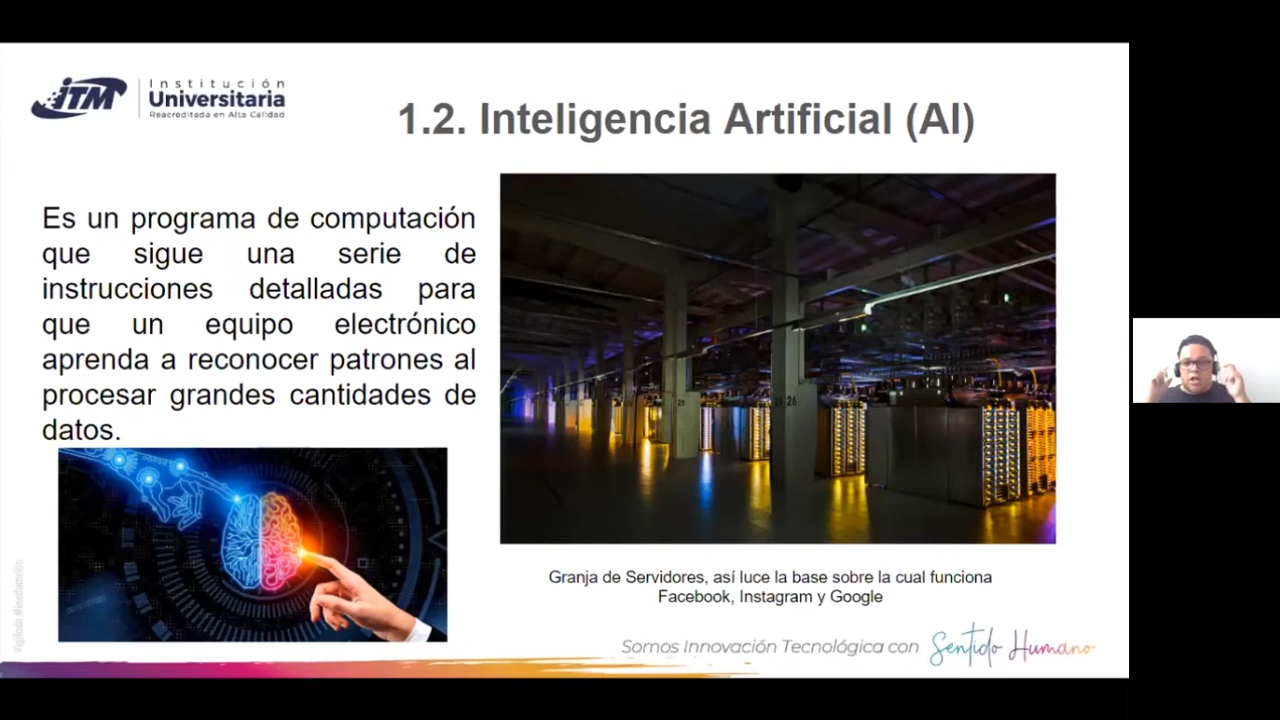 iTM
Institución
Universitaria
Reacreditada en Alta Calidad
1.2. Inteligencia Artificial (AI)
Es un programa de computación
que sigue una serie de
instrucciones detalladas para
que un equipo electrónico
aprenda a reconocer patrones al
procesar grandes cantidades de
datos.
26
Granja de Servidores, así luce la base sobre la cual funciona
Facebook, Instagram y Google
Vigilada Mineducación
Somos Innovación Tecnológica con Sentido Humano